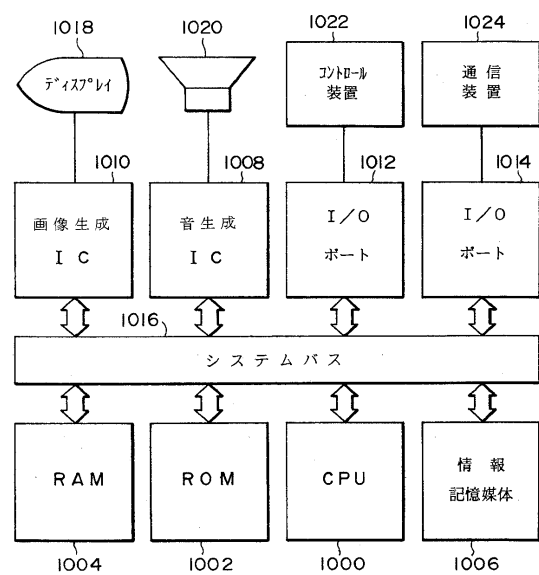 1018
1020
1022
1024
ディスプレイ
コントロール
装置
通信
装置
1010
1008
1012
1014
画像生成
IC
音生成
IC
I/O
ポート
I/O
ポート
1016
システムバス
RAM
ROM
CPU
情報
記憶媒体
1004
1002
1000
1006